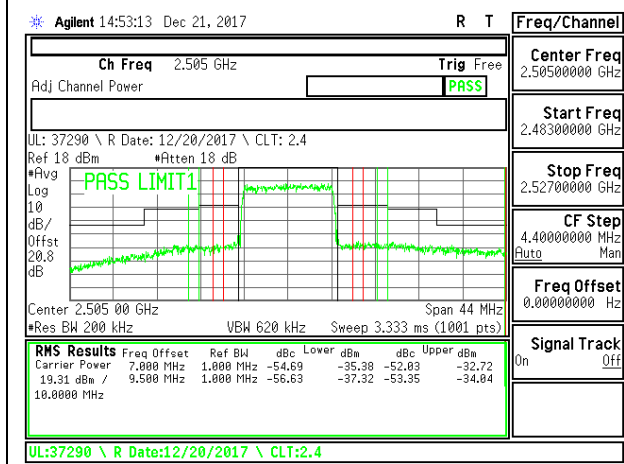 Agilent 14:53:13 Dec 21, 2017 R T
Ch Freq 2.505 GHz Trig Free
Adj Channel Power PASS
UL: 37290 \ R Date: 12/20/2017 \ CLT: 2.4
Ref 18 dBm #Atten 18 dB
#Avg
Log
10
dB/
Offst
20.8
dB
PASS LIMIT1
Center 2.505 00 GHz Span 44 MHz
#Res BW 200 kHz VBW 620 kHz Sweep 3.333 ms (1001 pts)
RMS Results Freq Offset Ref BW dBc Lower dBm dBc Upper dBm
Carrier Power 7.000 MHz 1.000 MHz -54.69 -35.38 -52.03 -32.72
19.31 dBm / 9.500 MHz 1.000 MHz -56.63 -37.32 -53.35 -34.04
10.0000 MHz
UL:37290 \ R Date:12/20/2017 \ CLT:2.4
Freq/Channel
Center Freq
2.50500000 GHz
Start Freq
2.48300000 GHz
Stop Freq
2.52700000 GHz
CF Step
4.40000000 MHz
Auto Man
Freq Offset
0.00000000 Hz
Signal Track
On Off